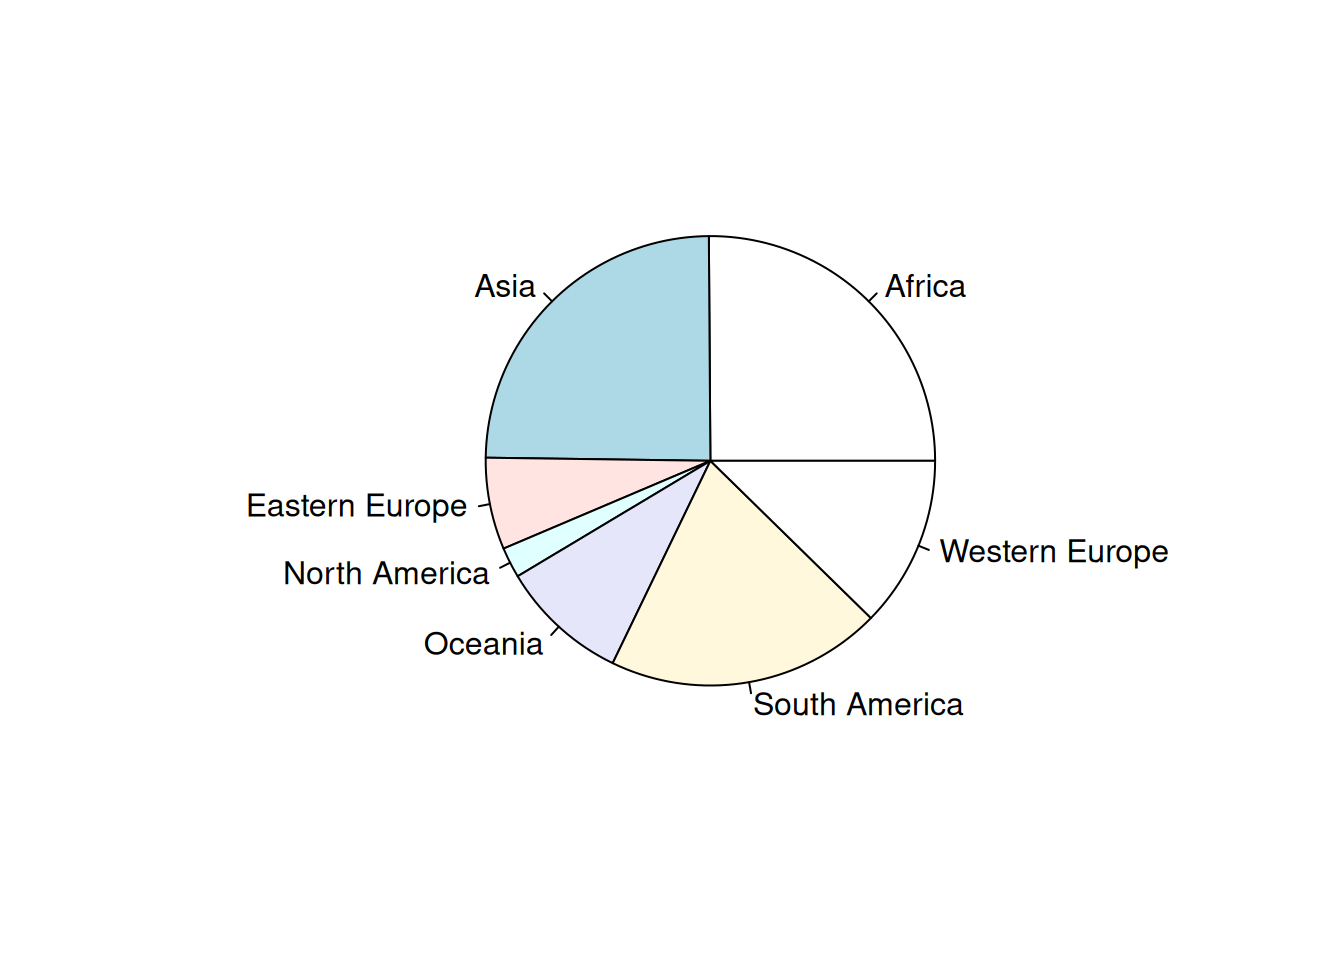 Asia
Africa
Eastern Europe
Western Europe
North America
Oceania
South America